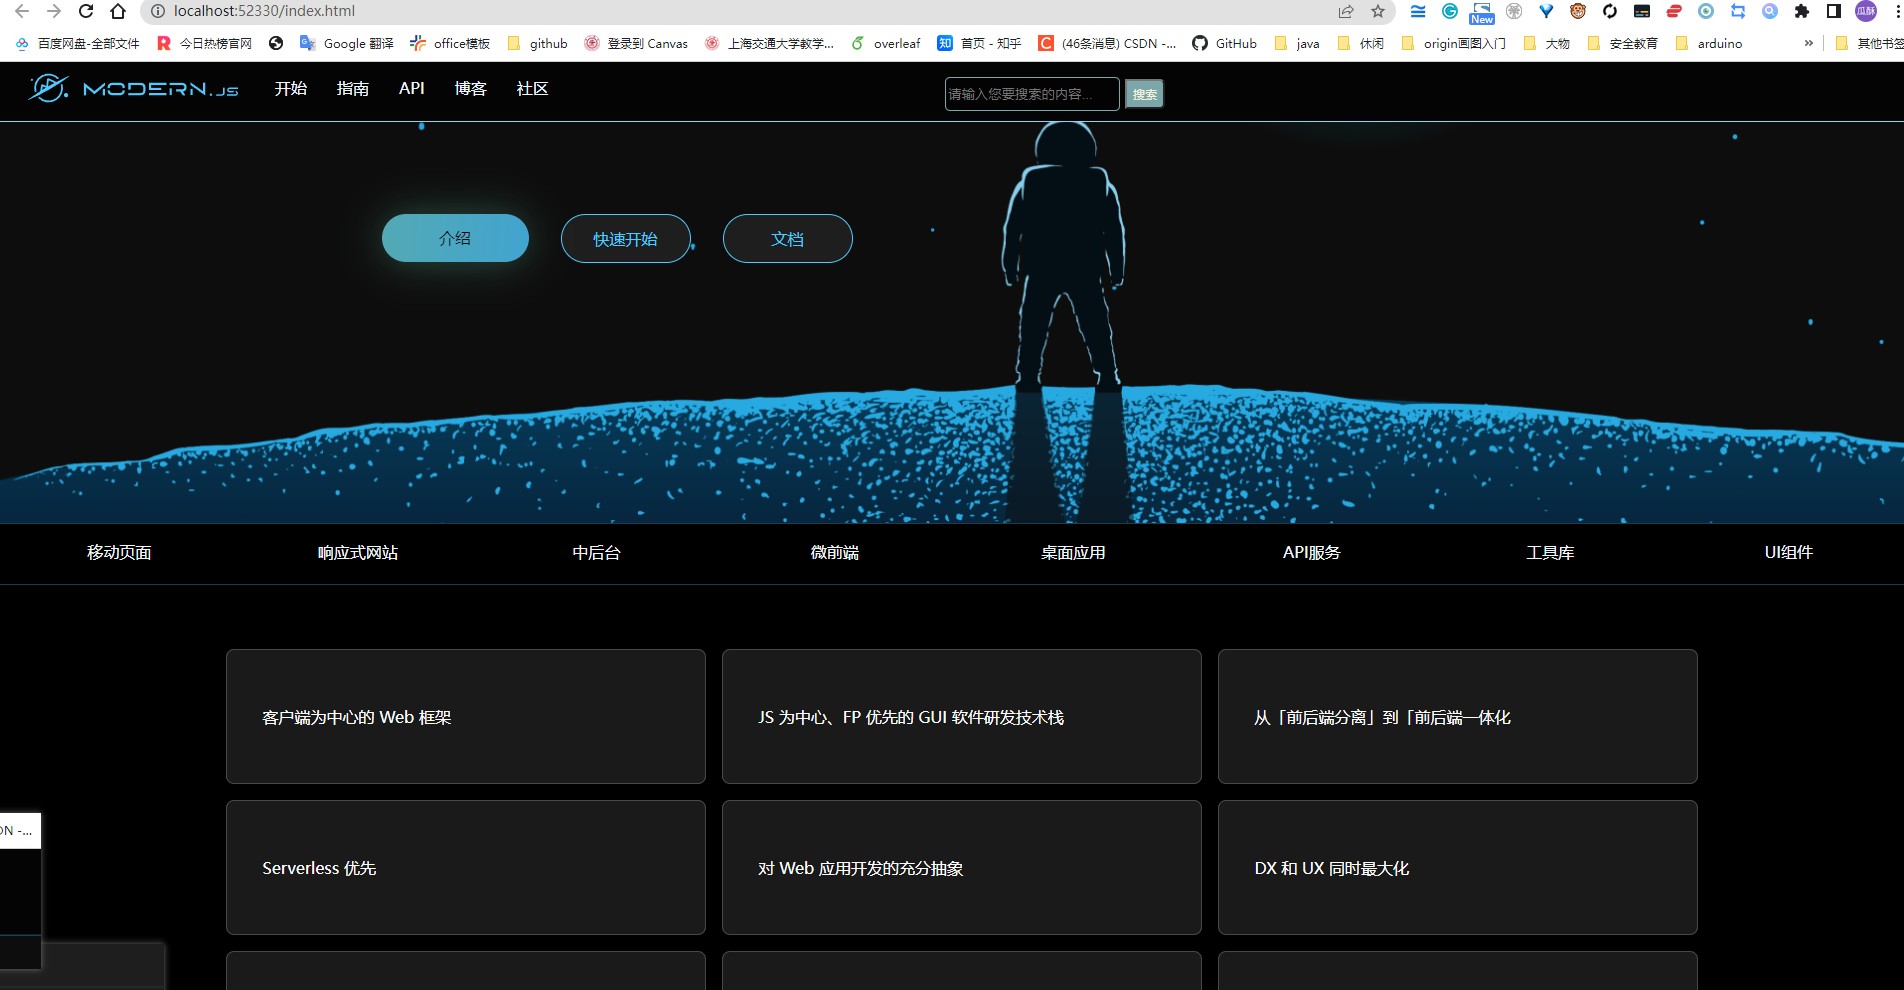 localhost:52330/index.html
New
瓜酥
百度网盘-全部文件 今日热榜官网 Google 翻译 office模板 github 登录到 Canvas 上海交通大学教学... overleaf 首页 - 知乎 (46条消息) CSDN -... GitHub java 休闲 origin画图入门 大物 安全教育 arduino » 其他书签
MODERN.JS 开始 指南 API 博客 社区 请输入您要搜索的内容... 搜索
介绍 快速开始 文档
移动页面 响应式网站 中后台 微前端 桌面应用 API服务 工具库 UI组件
客户端为中心的 Web 框架
JS 为中心、FP 优先的 GUI 软件研发技术栈
从「前后端分离」到「前后端一体化
Serverless 优先
对 Web 应用开发的充分抽象
DX 和 UX 同时最大化
DN -...